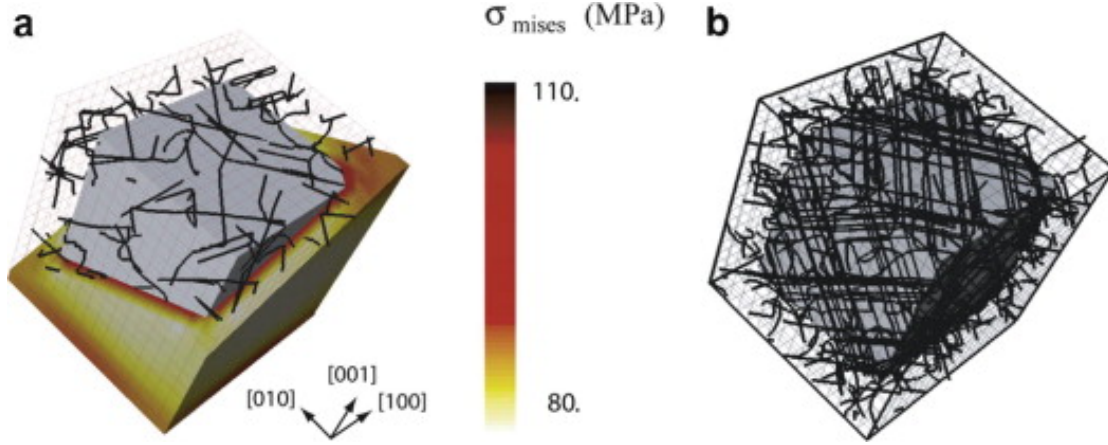 a
σ mises (MPa)
110.
80.
[010]
[001]
[100]
b